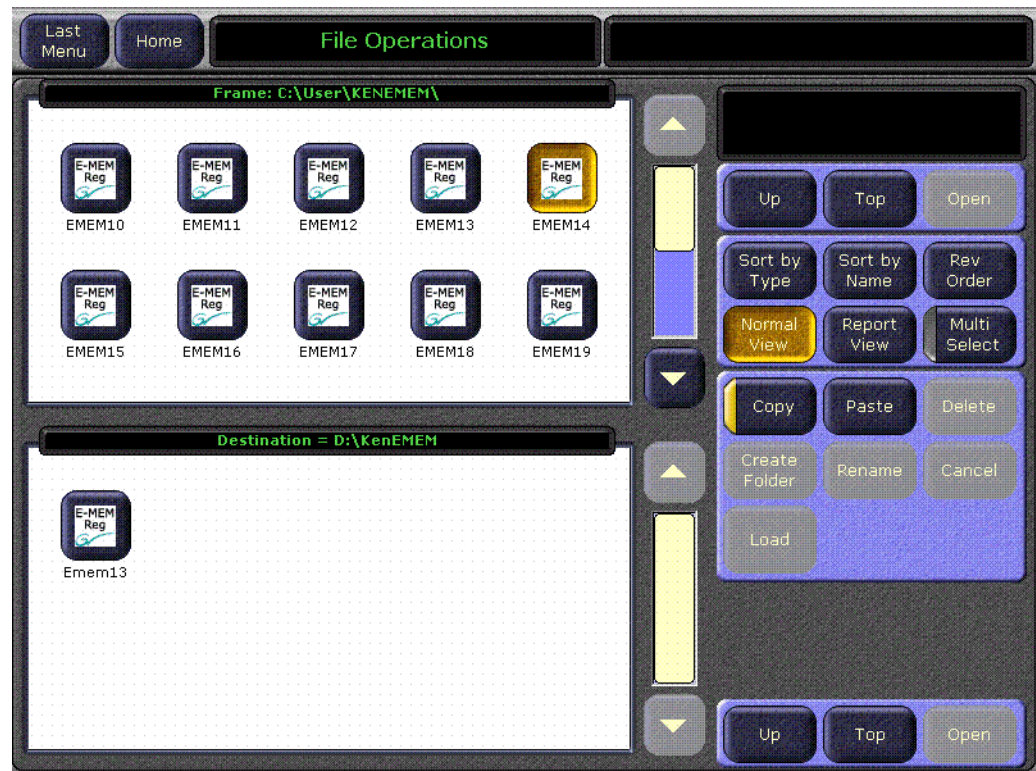 Last
Menu
Home
File Operations
Frame: C:\User\KENEMEM\
E-MEM
Reg
E-MEM
Reg
E-MEM
Reg
E-MEM
Reg
E-MEM
Reg
EMEM10
EMEM11
EMEM12
EMEM13
EMEM14
E-MEM
Reg
E-MEM
Reg
E-MEM
Reg
E-MEM
Reg
E-MEM
Reg
EMEM15
EMEM16
EMEM17
EMEM18
EMEM19
Up
Top
Open
Sort by
Type
Sort by
Name
Rev
Order
Normal
View
Report
View
Multi
Select
Copy
Paste
Delete
Create
Folder
Rename
Cancel
Load
Destination = D:\KenEMEM
E-MEM
Reg
Emem13
Up
Top
Open